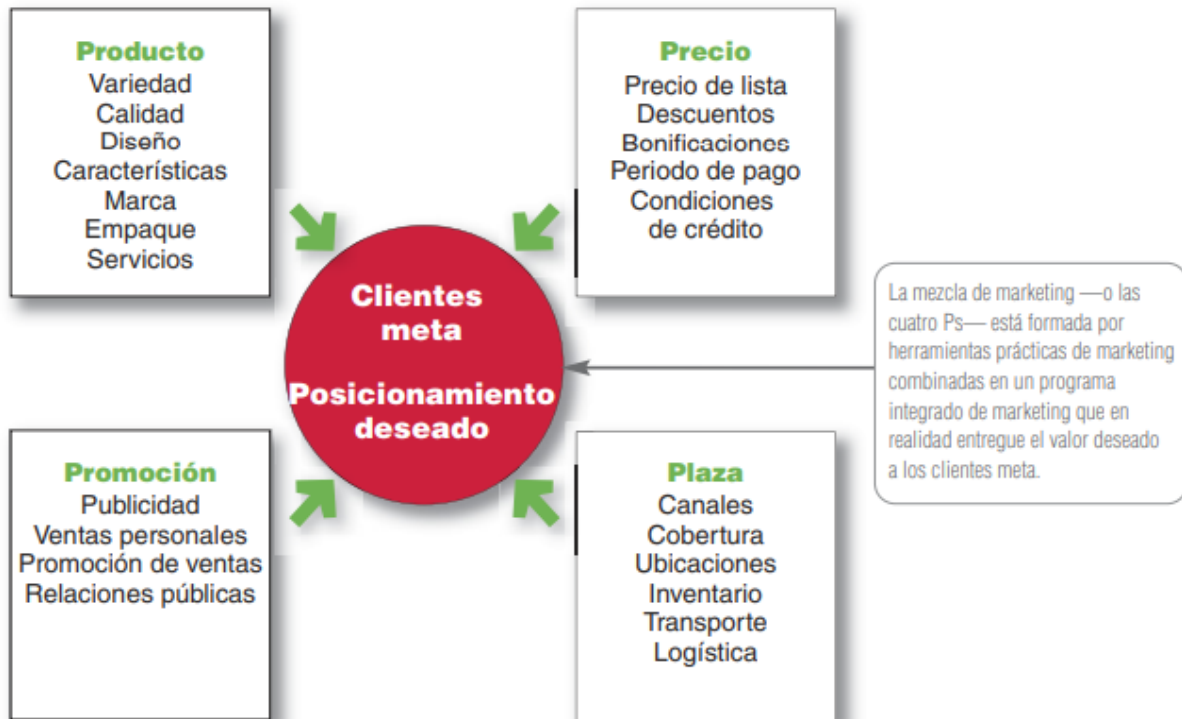 Producto
Variedad
Calidad
Diseño
Características
Marca
Empaque
Servicios
Precio
Precio de lista
Descuentos
Bonificaciones
Periodo de pago
Condiciones
de crédito
Clientes
meta
Posicionamiento
deseado
La mezcla de marketing —o las
cuatro Ps— está formada por
herramientas prácticas de marketing
combinadas en un programa
integrado de marketing que en
realidad entregue el valor deseado
a los clientes meta.
Promoción
Publicidad
Ventas personales
Promoción de ventas
Relaciones públicas
Plaza
Canales
Cobertura
Ubicaciones
Inventario
Transporte
Logística